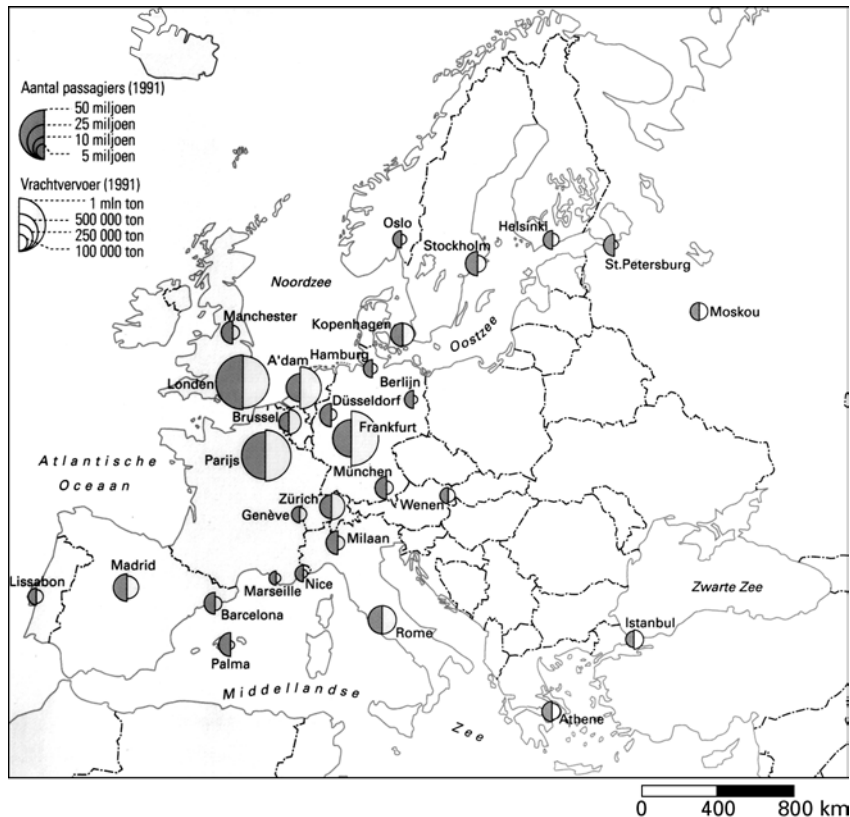 Aantal passagiers (1991)
50 miljoen
25 miljoen
10 miljoen
5 miljoen
Vrachtvervoer (1991)
1 mln ton
500 000 ton
250 000 ton
100 000 ton
Oslo
Helsinki
Stockholm
St.Petersburg
Noordzee
Moskou
Manchester
Kopenhagen
Oostzee
Hamburg
A'dam
Londen
Berlijn
Düsseldorf
Brussel
Frankfurt
Parijs
Atlantische
Oceaan
München
Zürich
Wenen
Genève
Milaan
Madrid
Lissabon
Marseille
Nice
Zwarte Zee
Barcelona
Rome
Istanbul
Palma
Middellandse
Zee
Athene
0 400 800 km